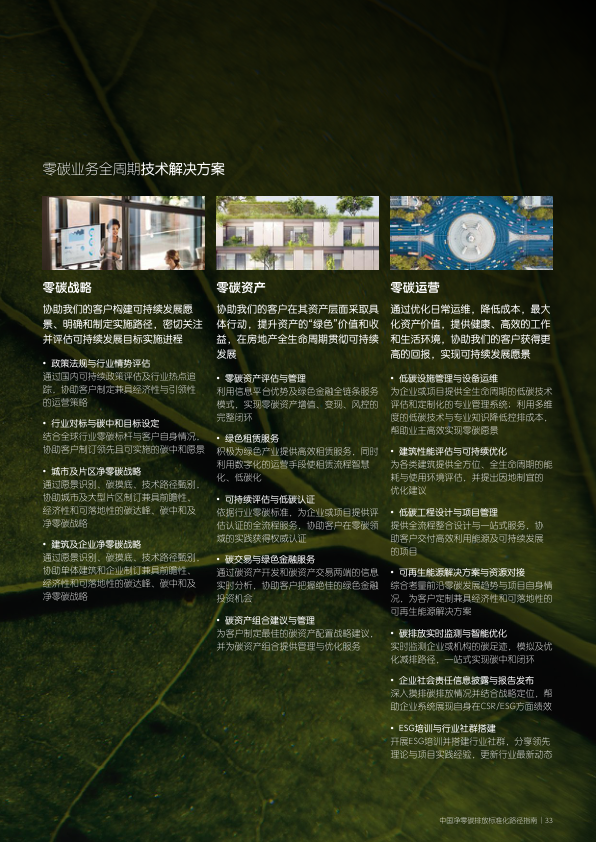 零碳业务全周期技术解决方案
零碳战略
协助我们的客户构建可持续发展愿
景、明确和制定实施路径，密切关注
并评估可持续发展目标实施进程
• 政策法规与行业情势评估
通过国内可持续政策评估及行业热点追
踪，协助客户制定兼具经济性与引领性
的运营策略
• 行业对标与碳中和目标设定
结合全球行业零碳标杆与客户自身情况，
协助客户制订领先且可实施的碳中和愿景
• 城市及片区净零碳战略
通过愿景识别、碳摸底、技术路径甄别，
协助城市及大型片区制订兼具前瞻性、
经济性和可落地性的碳达峰、碳中和及
净零碳战略
• 建筑及企业净零碳战略
通过愿景识别、碳摸底、技术路径甄别，
协助单体建筑和企业制订兼具前瞻性、
经济性和可落地性的碳达峰、碳中和及
净零碳战略
零碳资产
协助我们的客户在其资产层面采取具
体行动，提升资产的“绿色”价值和收
益，在房地产全生命周期贯彻可持续
发展
• 零碳资产评估与管理
利用信息平台优势及绿色金融全链条服务
模式，实现零碳资产增值、变现、风控的
完整闭环
• 绿色租赁服务
积极为绿色产业提供高效租赁服务，同时
利用数字化的运营手段使租赁流程智慧
化、低碳化
• 可持续评估与低碳认证
依据行业零碳标准，为企业或项目提供评
估认证的全流程服务，协助客户在零碳领
域的实践获得权威认证
• 碳交易与绿色金融服务
通过碳资产开发和碳资产交易两端的信息
实时分析，协助客户把握绝佳的绿色金融
投资机会
• 碳资产组合建议与管理
为客户制定最佳的碳资产配置战略建议，
并为碳资产组合提供管理与优化服务
零碳运营
通过优化日常运维，降低成本，最大
化资产价值，提供健康、高效的工作
和生活环境，协助我们的客户获得更
高的回报，实现可持续发展愿景
• 低碳设施管理与设备运维
为企业或项目提供全生命周期的低碳技术
评估和定制化的专业管理系统；利用多维
度的低碳技术与专业知识降低控排成本，
帮助业主高效实现零碳愿景
• 建筑性能评估与可持续优化
为各类建筑提供全方位、全生命周期的能
耗与使用环境评估，并提出因地制宜的
优化建议
• 低碳工程设计与项目管理
提供全流程整合设计与一站式服务，协
助客户交付高效利用能源及可持续发展
的项目
• 可再生能源解决方案与资源对接
综合考量前沿零碳发展趋势与项目自身情
况，为客户定制兼具经济性和可落地性的
可再生能源解决方案
• 碳排放实时监测与智能优化
实时监测企业或机构的碳足迹，模拟及优
化减排路径，一站式实现碳中和闭环
• 企业社会责任信息披露与报告发布
深入摸排碳排放情况并结合战略定位，帮
助企业系统展现自身在CSR/ESG方面绩效
• ESG培训与行业社群搭建
开展ESG培训并搭建行业社群，分享领先
理论与项目实践经验，更新行业最新动态
中国净零碳排放标准化路径指南 | 33